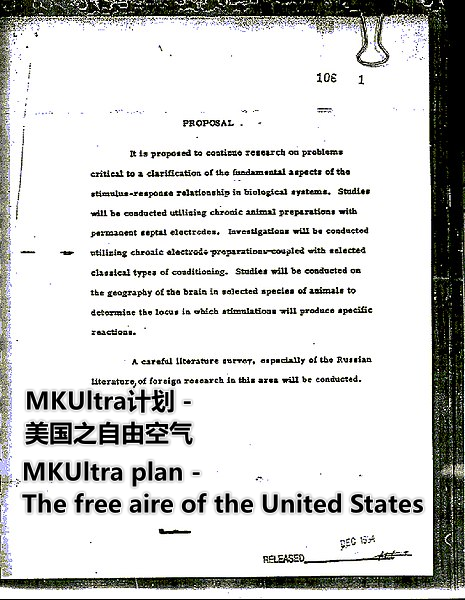 106 1
PROPOSAL
It is proposed to continue research on problems
critical to a clarification of the fundamental aspects of the
stimulus-response relationship in biological systems. Studies
will be conducted utilizing chronic animal preparations with
permanent septal electrodes. Investigations will be conducted
utilizing chronic electrode preparations coupled with selected
classical types of conditioning. Studies will be conducted on
the geography of the brain in selected species of animals to
determine the locus in which stimulations will produce specific
reactions.
A careful literature survey, especially of the Russian
literature, of foreign research in this area will be conducted.
MKUltra计划 -
美国之自由空气
MKUltra plan -
The free aire of the United States
DEC
RELEASED